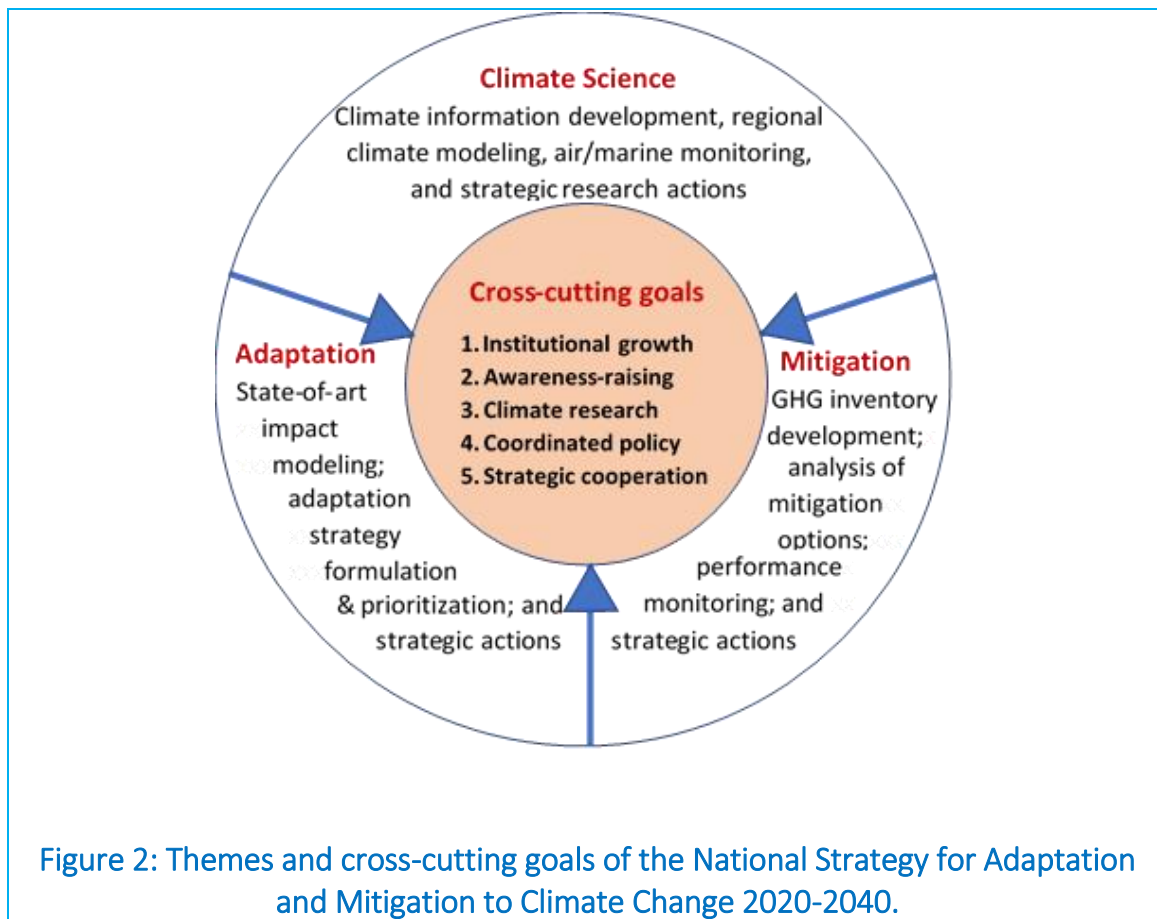 Climate Science
Climate information development, regional
climate modeling, air/marine monitoring,
and strategic research actions
Cross-cutting goals
1. Institutional growth
2. Awareness-raising
3. Climate research
4. Coordinated policy
5. Strategic cooperation
Adaptation
State-of-art
impact
modeling;
adaptation
strategy
formulation
& prioritization; and
strategic actions
Mitigation
GHG inventory
development;
analysis of
mitigation
options;
performance
monitoring; and
strategic actions
Figure 2: Themes and cross-cutting goals of the National Strategy for Adaptation
and Mitigation to Climate Change 2020-2040.